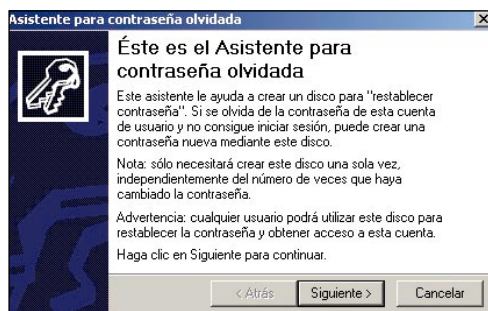 Asistente para contraseña olvidada
Éste es el Asistente para
contraseña olvidada
Este asistente le ayuda a crear un disco para "restablecer
contraseña". Si se olvida de la contraseña de esta cuenta
de usuario y no consigue iniciar sesión, puede crear una
contraseña nueva mediante este disco.
Nota: sólo necesitará crear este disco una sola vez,
independientemente del número de veces que haya
cambiado la contraseña.
Advertencia: cualquier usuario podrá utilizar este disco para
restablecer la contraseña y obtener acceso a esta cuenta.
Haga clic en Siguiente para continuar.
< Atrás Siguiente > Cancelar